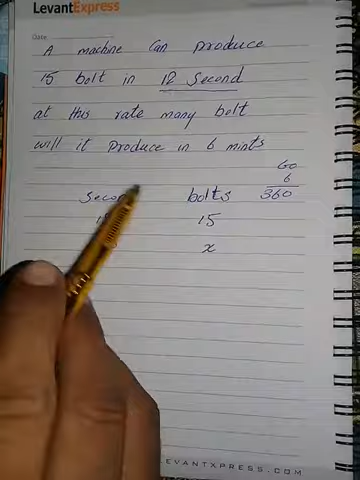 LevantExpress
Date
A machine can produce
15 bolt in 12 second
at this rate many bolt
will it produce in 6 mints
60
6
bolts 360
15
x
LEVANTXPRESS.COM